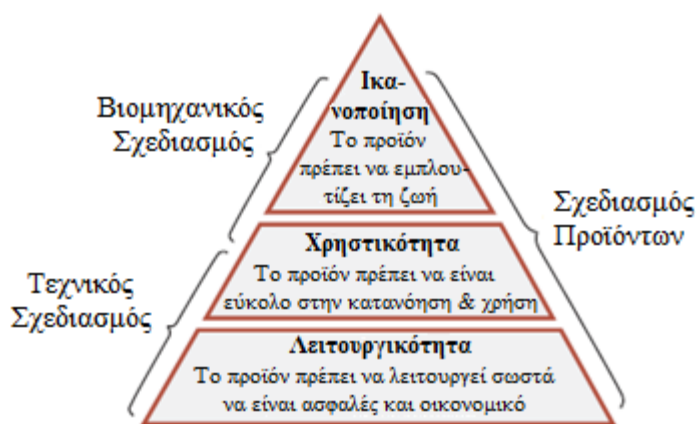 Ικα-
νοποίηση
Το προϊόν
πρέπει να εμπλου-
τίζει τη ζωή
Βιομηχανικός
Σχεδιασμός
Χρηστικότητα
Το προϊόν πρέπει να είναι
εύκολο στην κατανόηση & χρήση
Σχεδιασμός
Προϊόντων
Τεχνικός
Σχεδιασμός
Λειτουργικότητα
Το προϊόν πρέπει να λειτουργεί σωστά
να είναι ασφαλές και οικονομικό